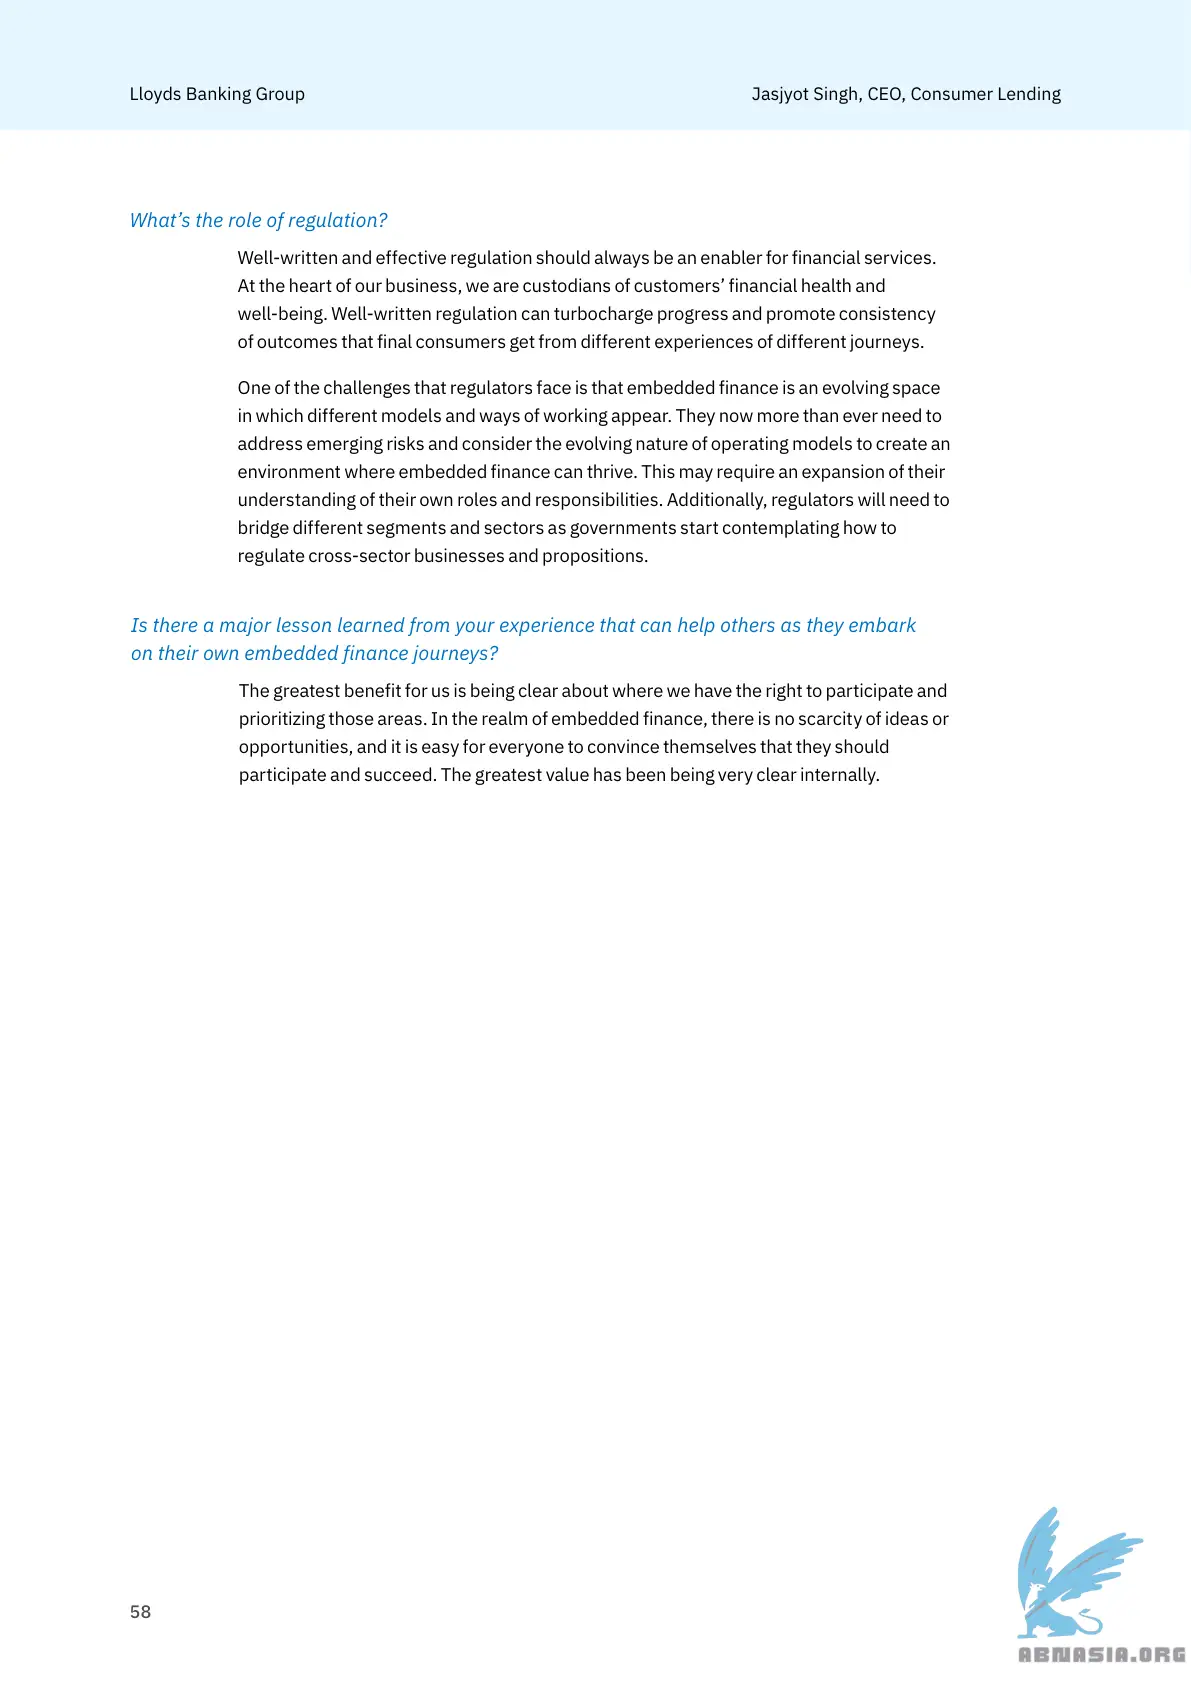 Lloyds Banking Group
Jasjyot Singh, CEO, Consumer Lending
What’s the role of regulation?
Well-written and effective regulation should always be an enabler for financial services.
At the heart of our business, we are custodians of customers’ financial health and
well-being. Well-written regulation can turbocharge progress and promote consistency
of outcomes that final consumers get from different experiences of different journeys.
One of the challenges that regulators face is that embedded finance is an evolving space
in which different models and ways of working appear. They now more than ever need to
address emerging risks and consider the evolving nature of operating models to create an
environment where embedded finance can thrive. This may require an expansion of their
understanding of their own roles and responsibilities. Additionally, regulators will need to
bridge different segments and sectors as governments start contemplating how to
regulate cross-sector businesses and propositions.
Is there a major lesson learned from your experience that can help others as they embark
on their own embedded finance journeys?
The greatest benefit for us is being clear about where we have the right to participate and
prioritizing those areas. In the realm of embedded finance, there is no scarcity of ideas or
opportunities, and it is easy for everyone to convince themselves that they should
participate and succeed. The greatest value has been being very clear internally.
58
ABNASIA.ORG